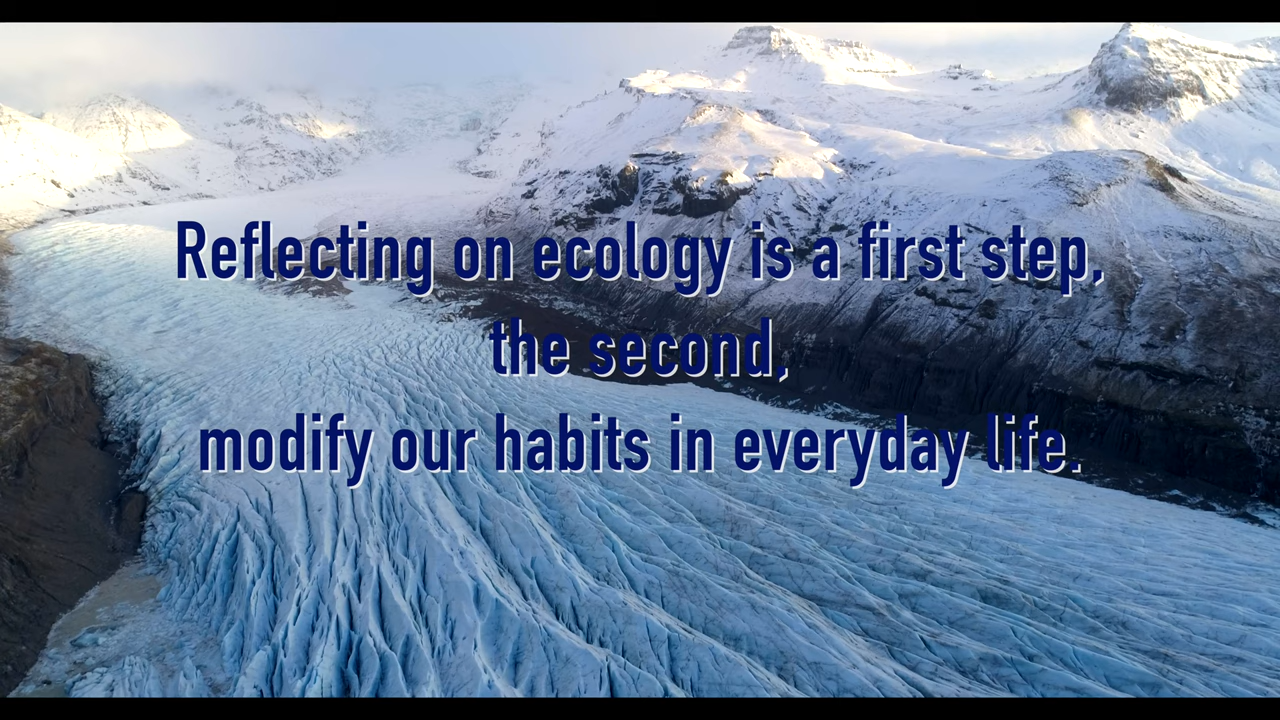 Reflecting on ecology is a first step,
the second,
modify our habits in everyday life.